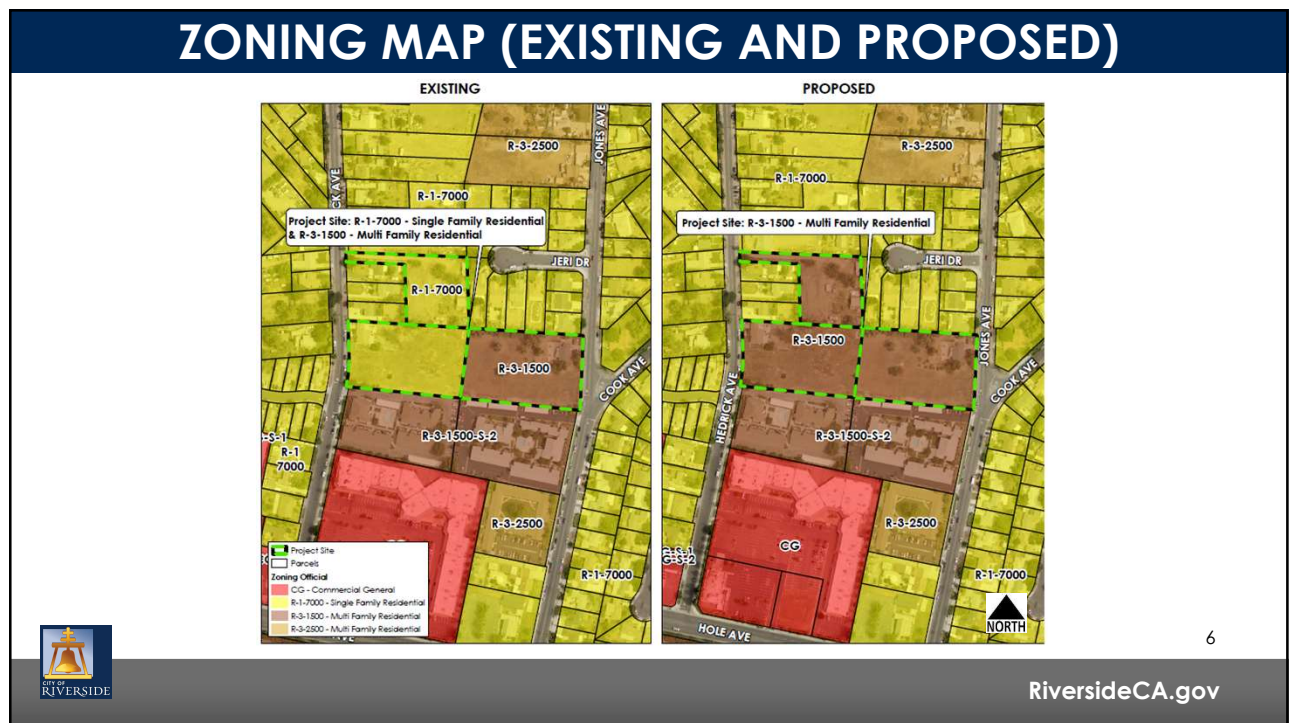 ZONING MAP (EXISTING AND PROPOSED)
EXISTING
R-3-2500
JONES AVE
CK AVE
R-1-7000
Project Site: R-1-7000 - Single Family Residential
& R-3-1500 - Multi Family Residential
JERI DR
R-1-7000
R-3-1500
COOK AVE
R-3-1500-S-2
R-1
7000
R-3-2500
R-1-7000
Project Site
Parcels
Zoning Official
CG - Commercial General
R-1-7000 - Single Family Residential
R-3-1500 - Multi Family Residential
R-3-2500 - Multi Family Residential
PROPOSED
R-3-2500
R-1-7000
Project Site: R-3-1500 - Multi Family Residential
JERI DR
R-3-1500
JONES AVE
COOK AVE
HEDRICK AVE
R-3-1500-S-2
R-3-2500
CG
R-1-7000
HOLE AVE
NORTH
6
CITY OF
RIVERSIDE
RiversideCA.gov